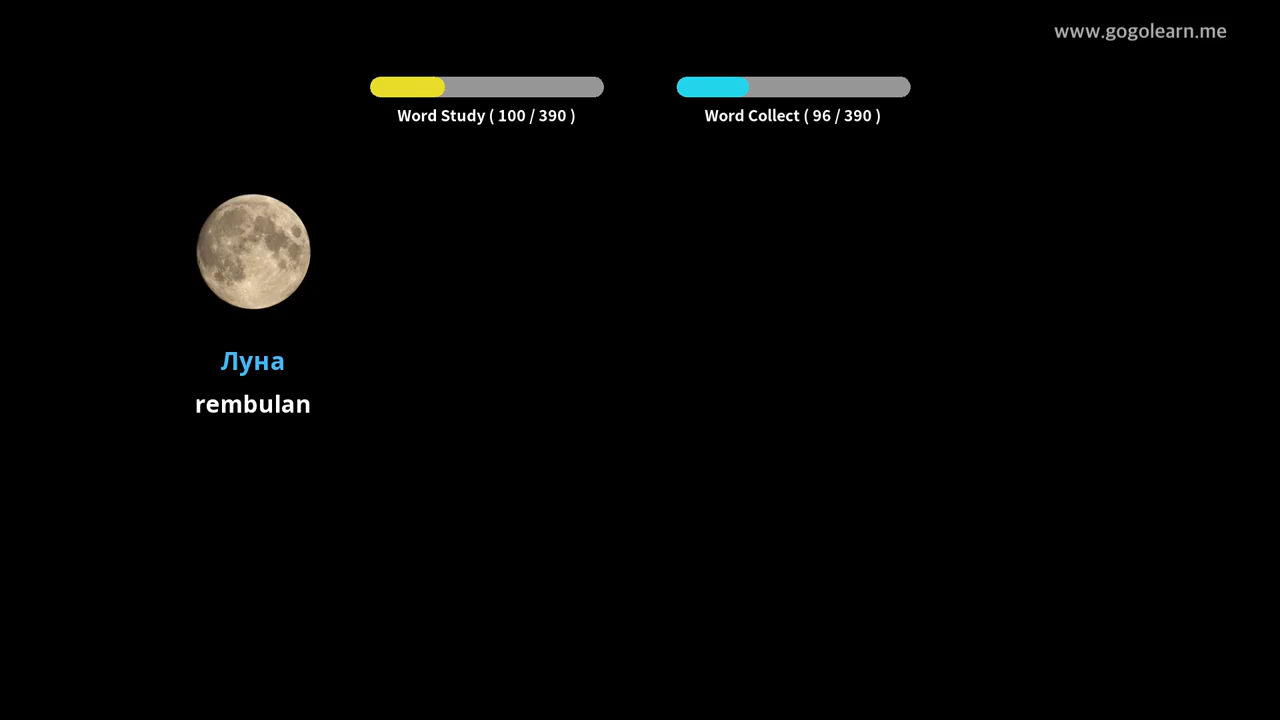 www.gogolearn.me
Word Study ( 100 / 390 )
Word Collect ( 96 / 390 )
Луна
rembulan